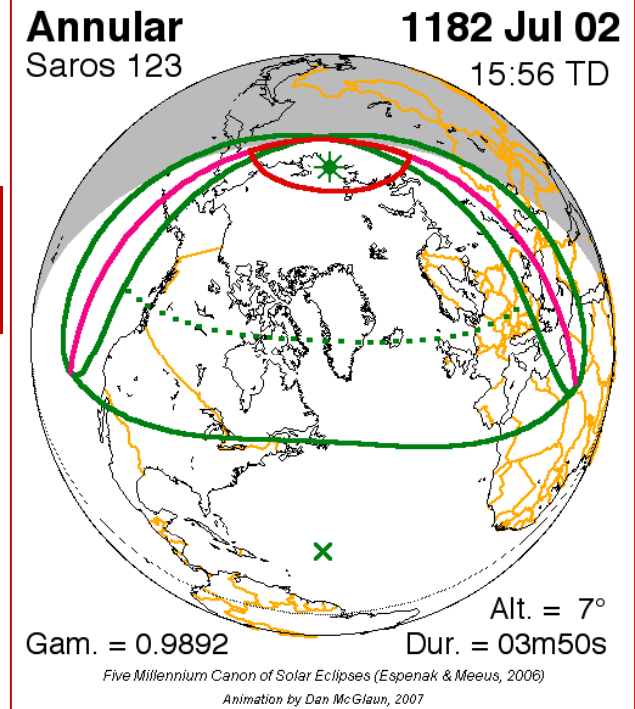 Annular 1182 Jul 02
Saros 123 15:56 TD
Alt. = 7°
Gam. = 0.9892 Dur. = 03m50s
Five Millennium Canon of Solar Eclipses (Espenak & Meeus, 2006)
Animation by Dan McGlaun, 2007